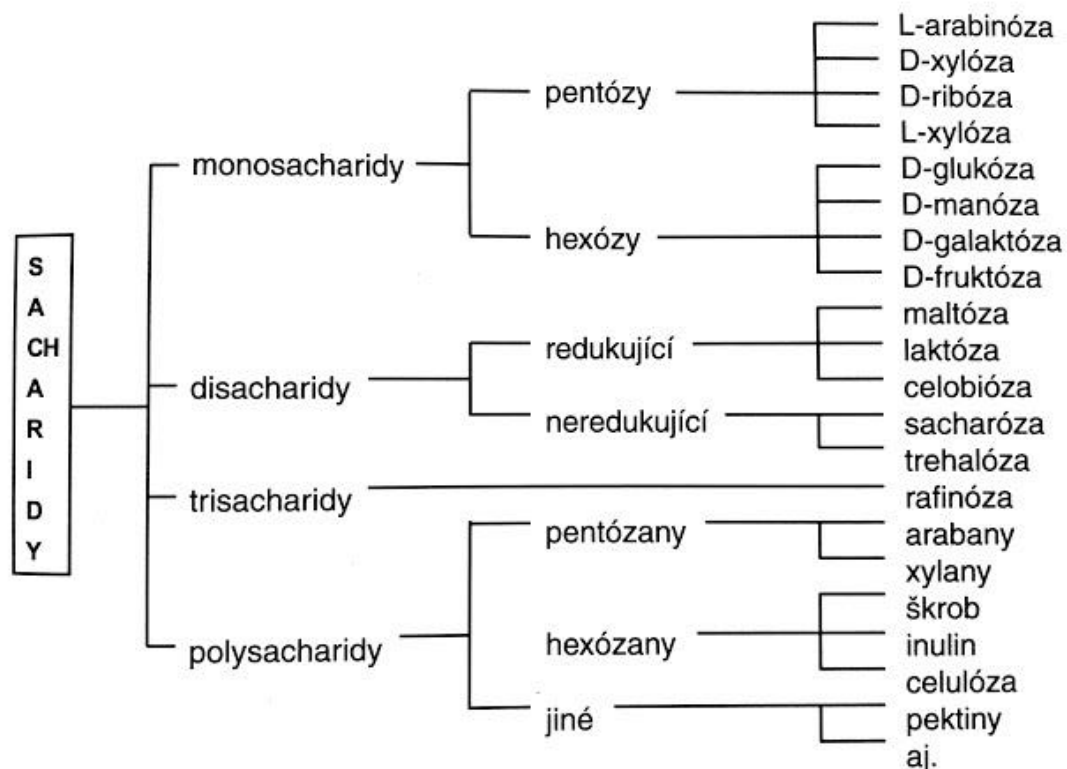 SACHARIDY
monosacharidy
pentózy
L-arabinóza
D-xylóza
D-ribóza
L-xylóza
hexózy
D-glukóza
D-manóza
D-galaktóza
D-fruktóza
disacharidy
redukující
maltóza
laktóza
celobióza
neredukující
sacharóza
trehalóza
trisacharidy
rafinóza
polysacharidy
pentózany
arabany
xylany
hexózany
škrob
inulin
celulóza
jiné
pektiny
aj.